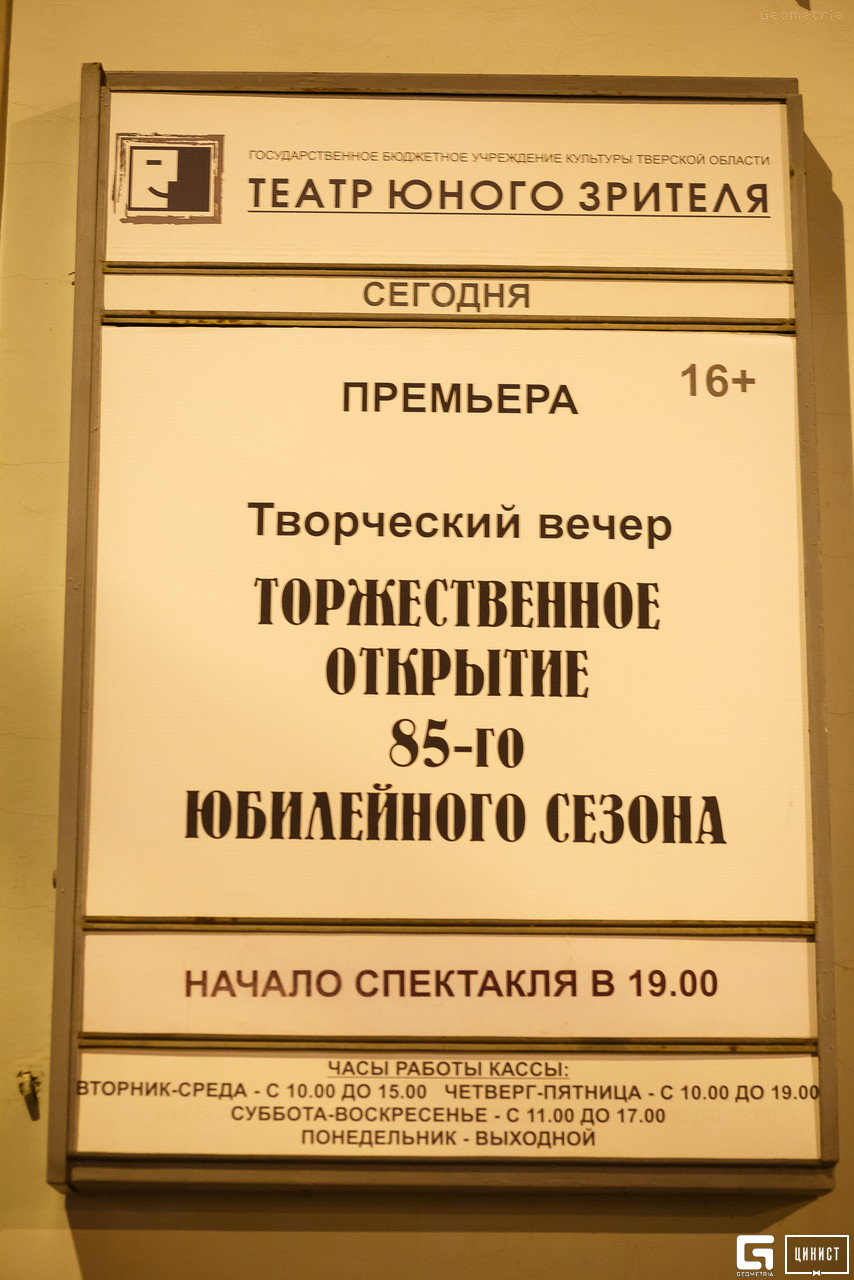 Geometria
ГОСУДАРСТВЕННОЕ БЮДЖЕТНОЕ УЧРЕЖДЕНИЕ КУЛЬТУРЫ ТВЕРСКОЙ ОБЛАСТИ
ТЕАТР ЮНОГО ЗРИТЕЛЯ
СЕГОДНЯ
16+
ПРЕМЬЕРА
Творческий вечер
ТОРЖЕСТВЕННОЕ
ОТКРЫТИЕ
85-го
ЮБИЛЕЙНОГО СЕЗОНА
НАЧАЛО СПЕКТАКЛЯ В 19.00
ЧАСЫ РАБОТЫ КАССЫ:
ВТОРНИК-СРЕДА - С 10.00 ДО 15.00 ЧЕТВЕРГ-ПЯТНИЦА - С 10.00 ДО 19.00
СУББОТА-ВОСКРЕСЕНЬЕ - С 11.00 ДО 17.00
ПОНЕДЕЛЬНИК - ВЫХОДНОЙ
GEOMETRIA
ЦИНИСТ